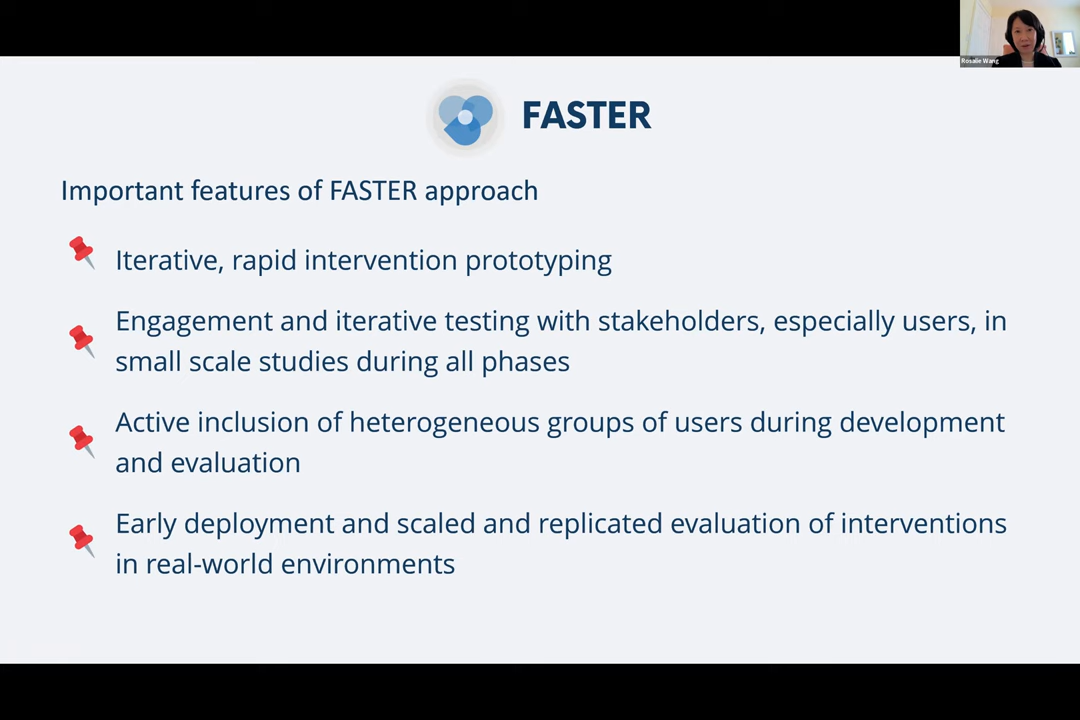 Rosalie Wang
FASTER
Important features of FASTER approach
Iterative, rapid intervention prototyping
Engagement and iterative testing with stakeholders, especially users, in
small scale studies during all phases
Active inclusion of heterogeneous groups of users during development
and evaluation
Early deployment and scaled and replicated evaluation of interventions
in real-world environments